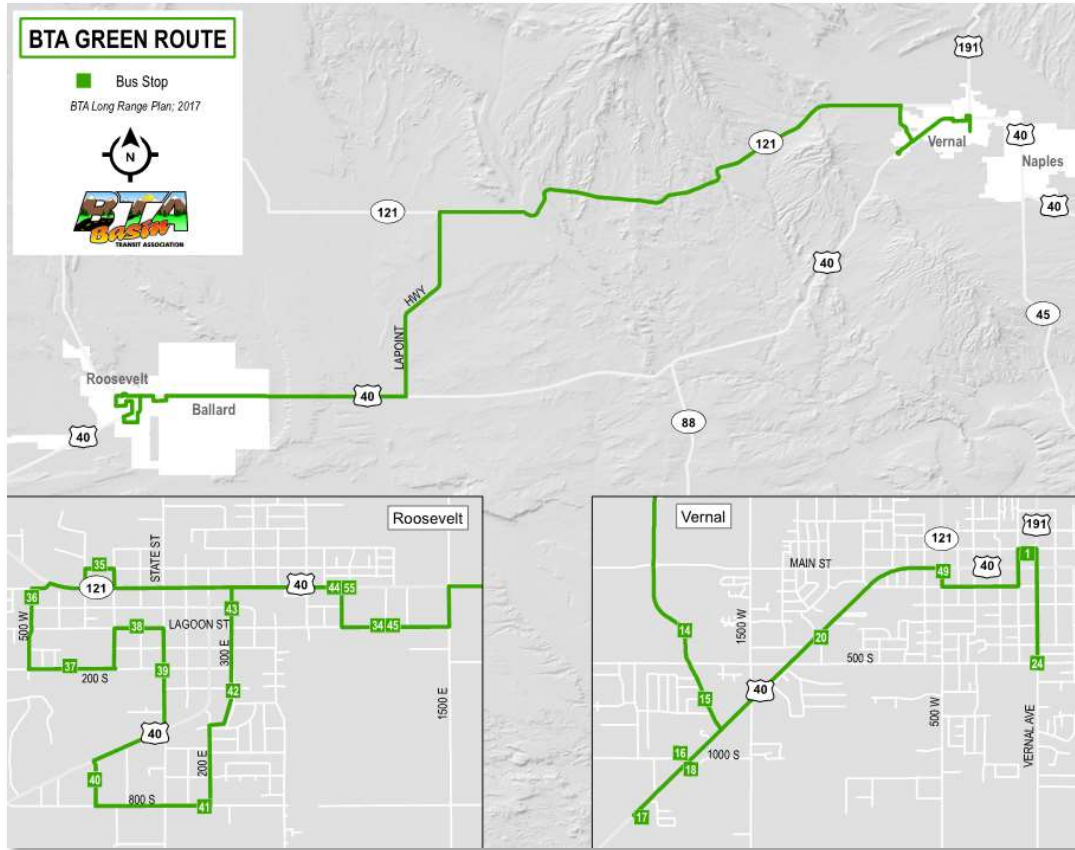 BTA GREEN ROUTE
Bus Stop
BTA Long Range Plan; 2017
N
BTA
Basin
TRANSIT ASSOCIATION
191
40
Vernal
Naples
40
121
121
40
45
HWY
LAPOINT
Roosevelt
Ballard
40
40
88
Roosevelt
STATE ST
35
36
121
40
44
55
43
500 W
38
LAGOON ST
34
45
37
39
300 E
200 S
42
1500 E
40
200 E
40
800 S
41
Vernal
191
121
MAIN ST
40
1
49
14
1500 W
20
500 S
24
15
40
500 W
VERNAL AVE
16
18
1000 S
17